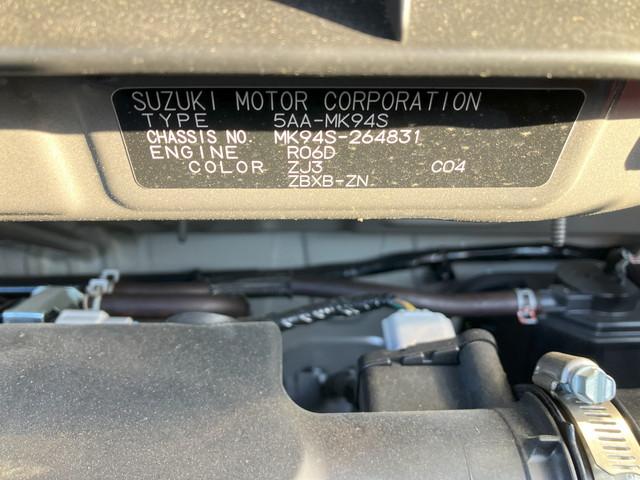 SUZUKI MOTOR CORPORATION
TYPE 5AA-MK94S
CHASSIS NO. MK94S-264831
ENGINE R06D
COLOR ZJ3 C04
ZBXB-ZN